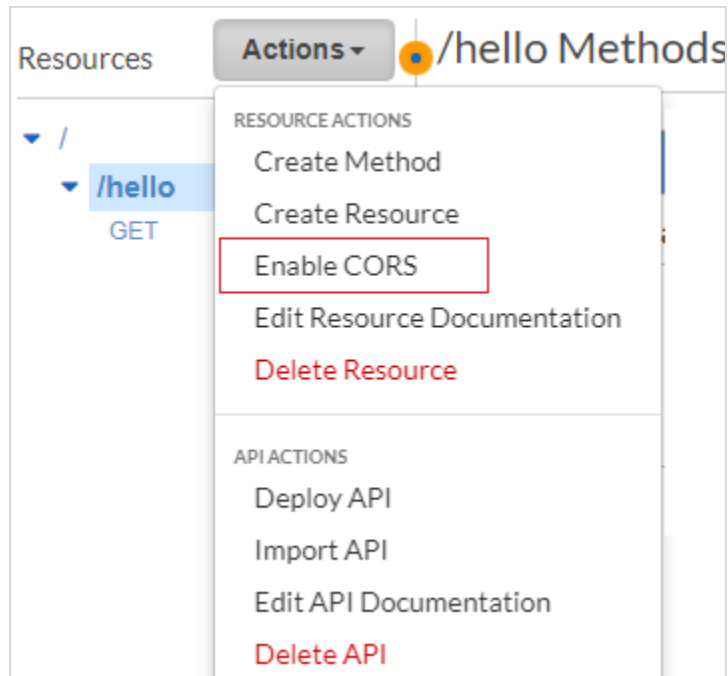 Resources
Actions
/hello Methods
/
/hello
GET
RESOURCE ACTIONS
Create Method
Create Resource
Enable CORS
Edit Resource Documentation
Delete Resource
API ACTIONS
Deploy API
Import API
Edit API Documentation
Delete API